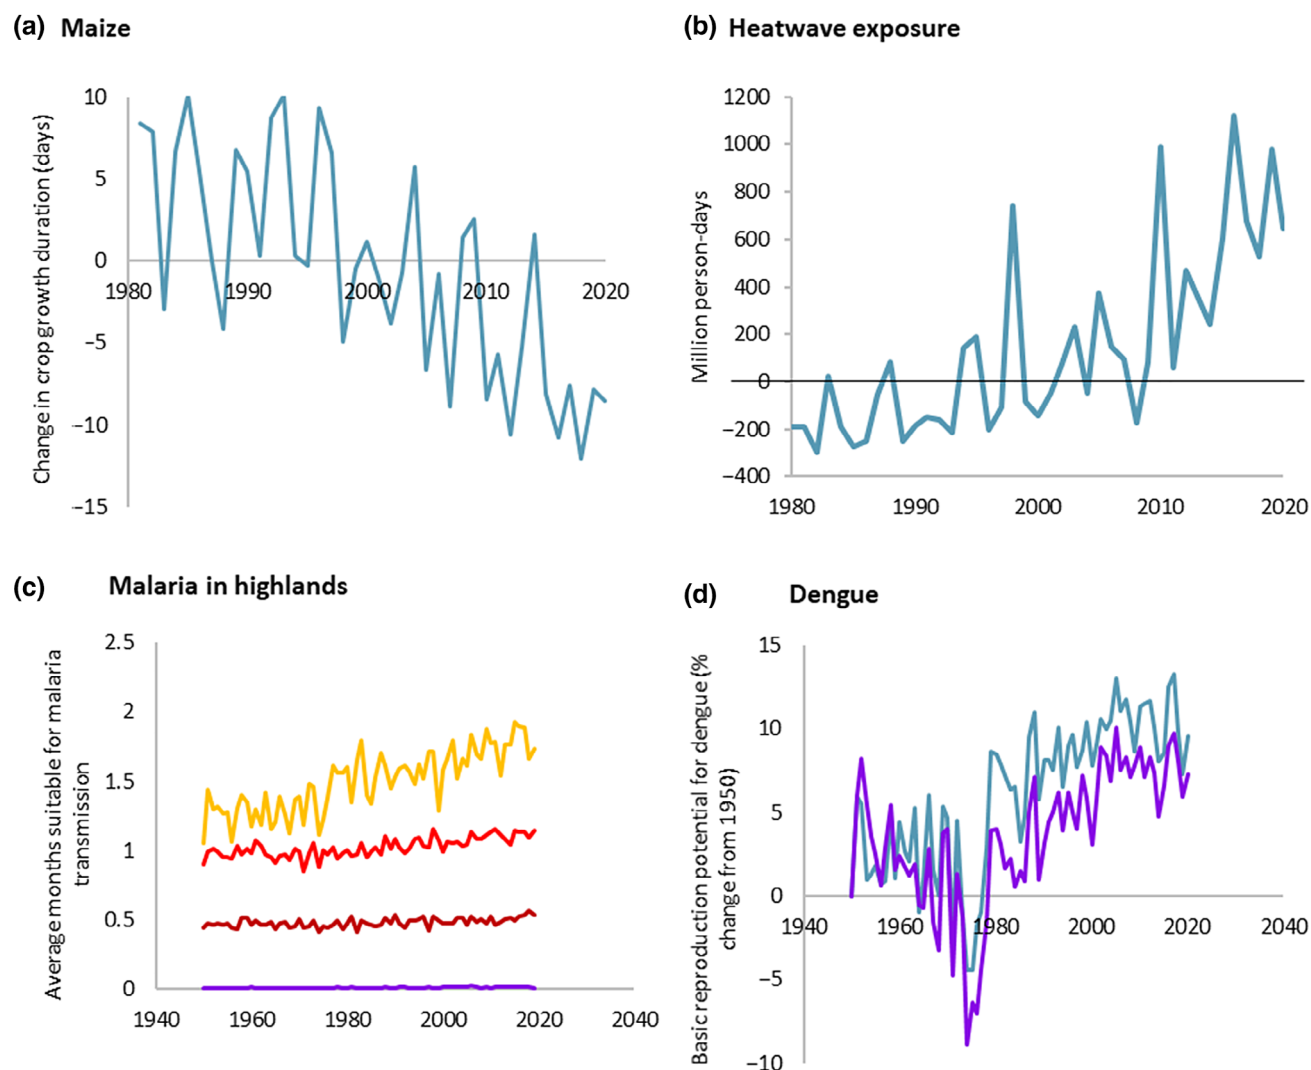 (a) Maize
Change in crop growth duration (days)
10
5
0
−5
−10
−15
1980 1990 2000 2010 2020
(b) Heatwave exposure
Million person-days
1200
1000
800
600
400
200
0
−200
−400
1980 1990 2000 2010 2020
(c) Malaria in highlands
Average months suitable for malaria
transmission
2.5
2
1.5
1
0.5
0
1940 1960 1980 2000 2020 2040
(d) Dengue
Basic reproduction potential for dengue (%
change from 1950)
15
10
5
0
−5
−10
1940 1960 1980 2000 2020 2040